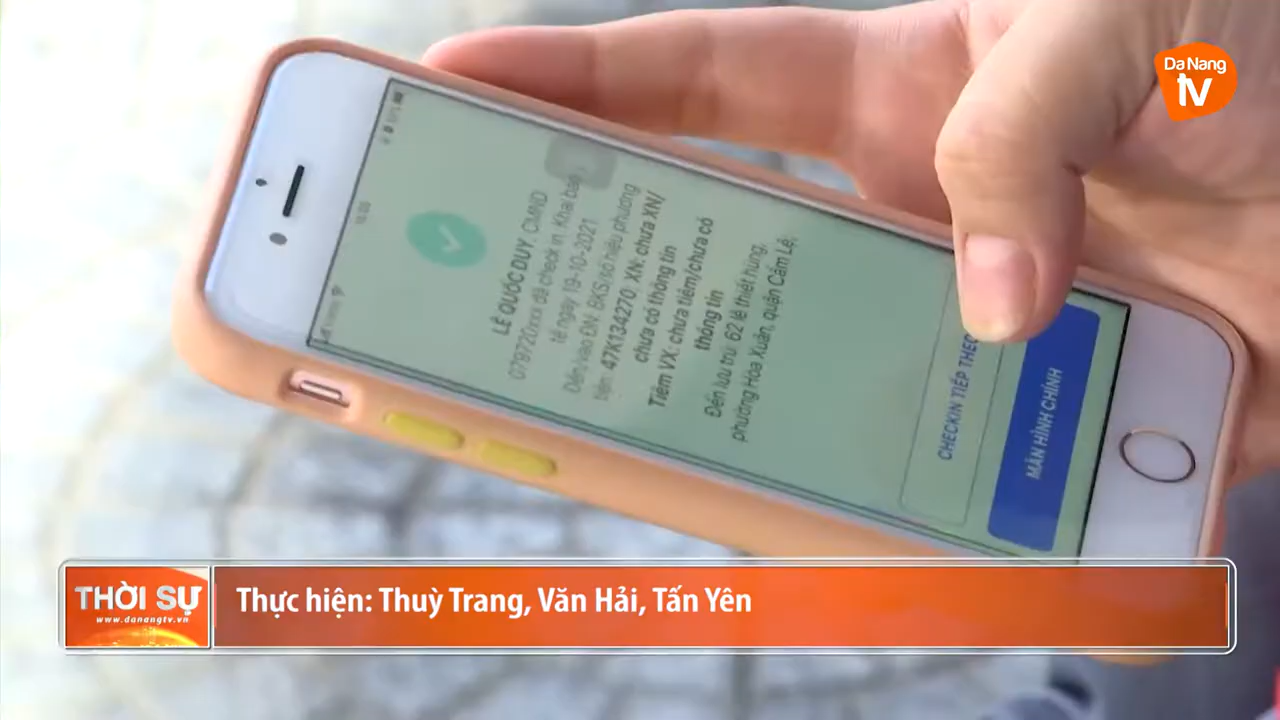 Da Nang
tv
LÊ QUỐC DUY, CMND
079720xxx đã check in. Khai báo y
tế ngày 19-10-2021
Đến vào ĐN: BKS/số hiệu phương
tiện: 47K134270; XN: chưa XN/
chưa có thông tin
Tiêm VX: chưa tiêm/chưa có
thông tin
Đến lưu trú: 62 lê thiết hùng,
phường Hòa Xuân, quận Cẩm Lệ,
CHECKIN TIẾP THEO
MÀN HÌNH CHÍNH
THỜI SỰ
www.danangtv.vn
Thực hiện: Thuỳ Trang, Văn Hải, Tấn Yên